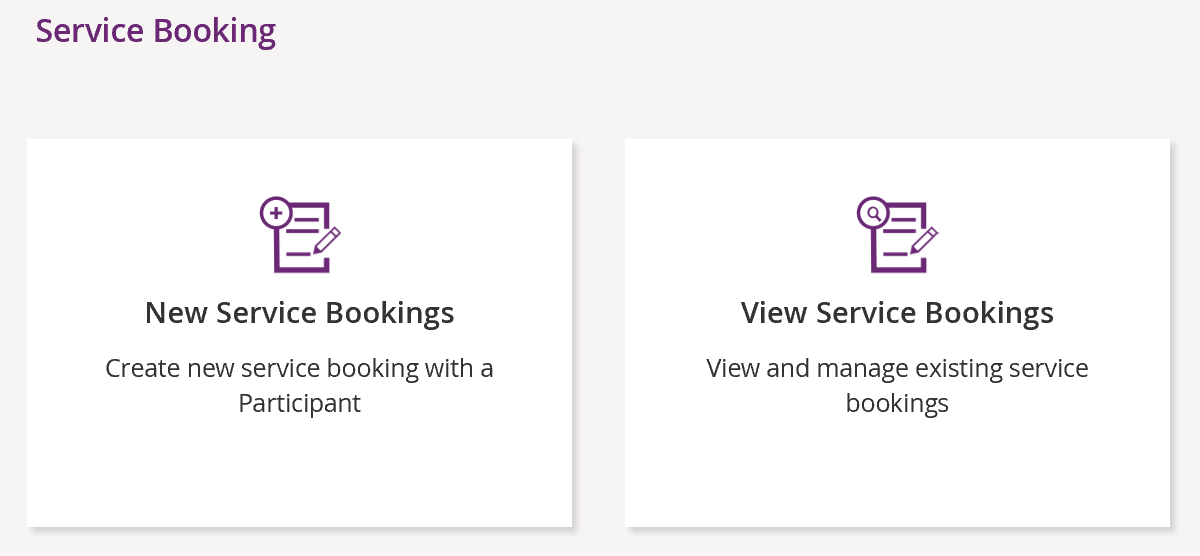 Service Booking
New Service Bookings
Create new service booking with a
Participant
View Service Bookings
View and manage existing service
bookings